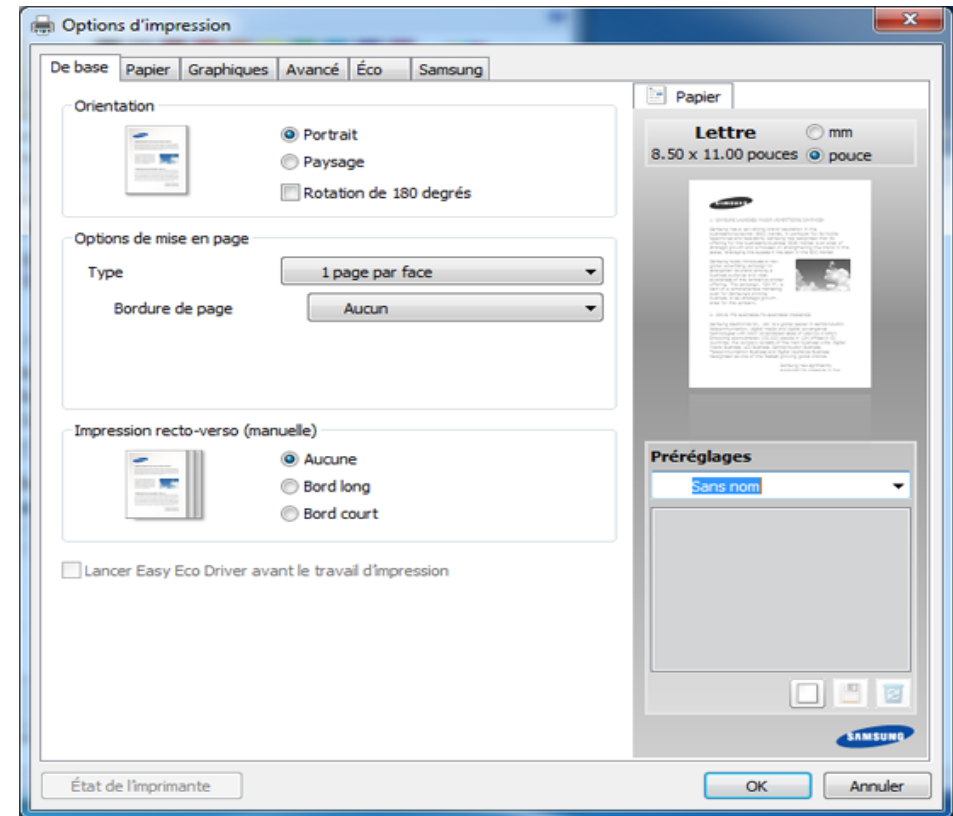 Options d'impression
De base Papier Graphiques Avancé Éco Samsung
Orientation
Portrait
Paysage
Rotation de 180 degrés
Options de mise en page
Type 1 page par face
Bordure de page Aucun
Impression recto-verso (manuelle)
Aucune
Bord long
Bord court
Lancer Easy Eco Driver avant le travail d'impression
Papier
Lettre mm
8.50 x 11.00 pouces pouce
SAMSUNG
Préréglages
Sans nom
SAMSUNG
État de l'imprimante OK Annuler